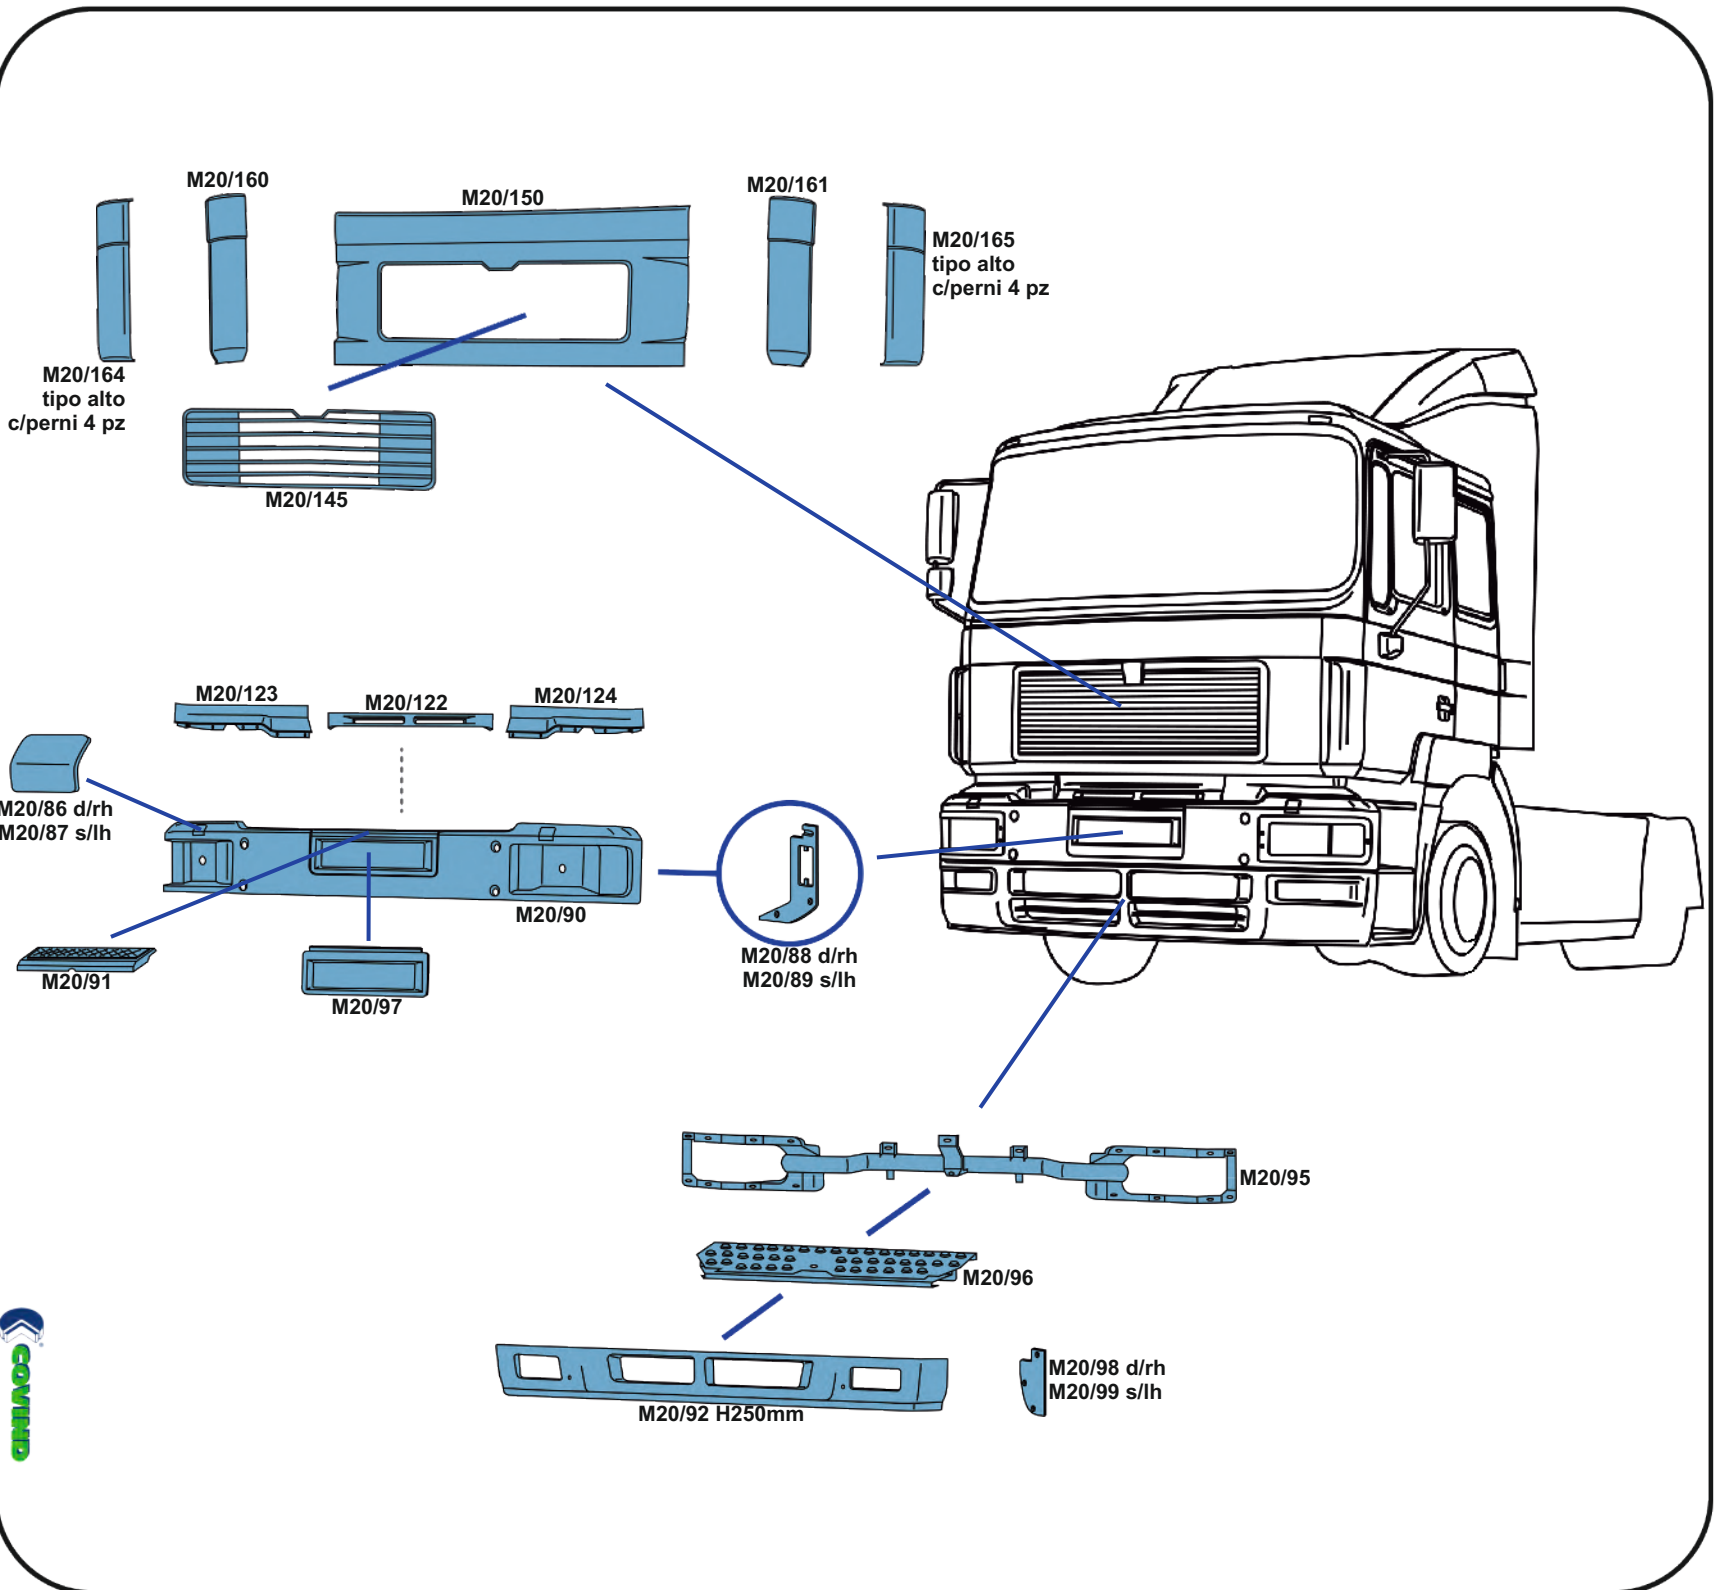 M20/160
M20/150
M20/161
M20/165
tipo alto
c/perni 4 pz
M20/164
tipo alto
c/perni 4 pz
M20/145
M20/123
M20/122
M20/124
M20/86 d/rh
M20/87 s/lh
M20/90
M20/91
M20/97
M20/88 d/rh
M20/89 s/lh
M20/95
M20/96
M20/92 H250mm
M20/98 d/rh
M20/99 s/lh
COVIND